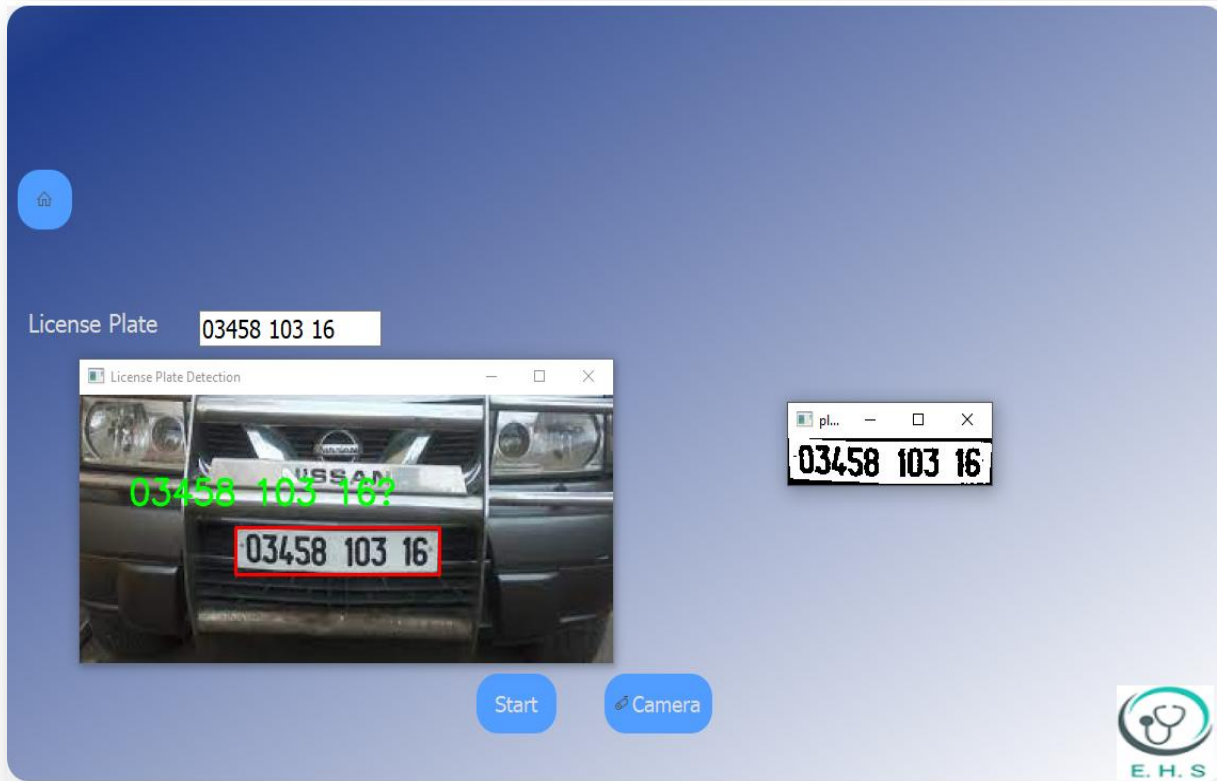 License Plate
03458 103 16
License Plate Detection
NISSAN
03458 103 16?
03458 103 16
pl...
03458 103 16
Start
Camera
E. H. S